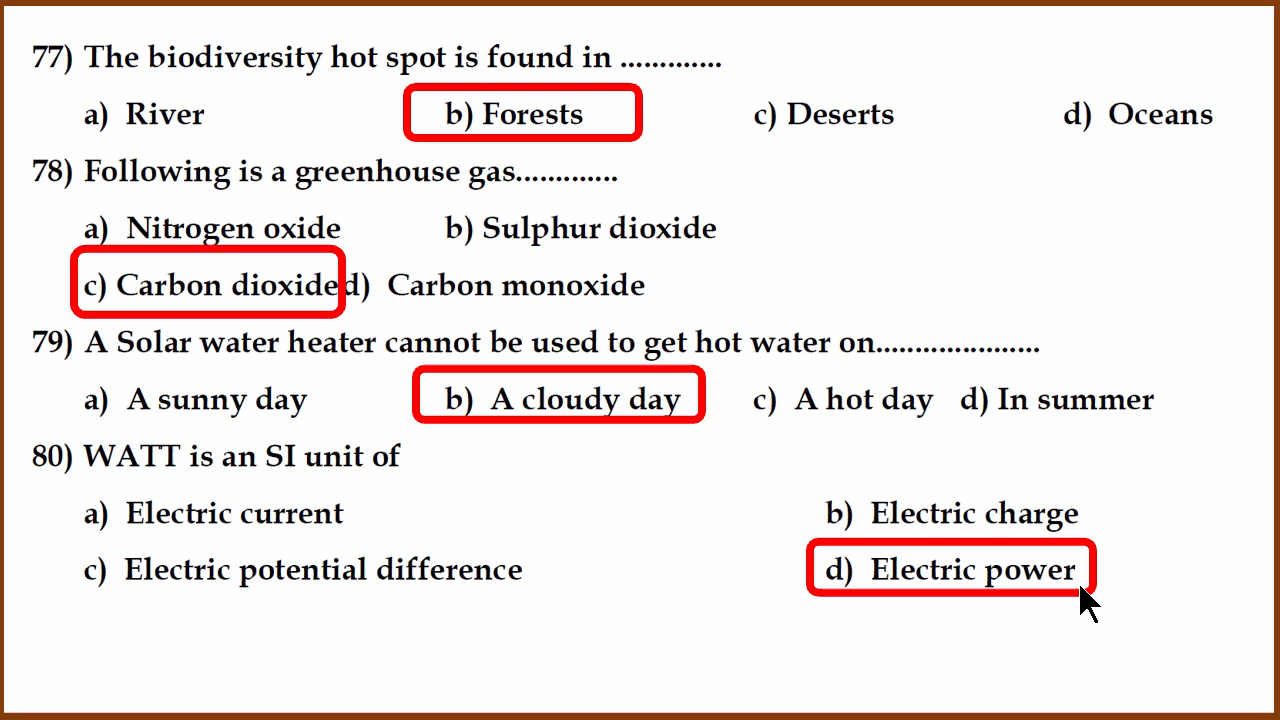 77) The biodiversity hot spot is found in .............
a) River b) Forests c) Deserts d) Oceans
78) Following is a greenhouse gas.............
a) Nitrogen oxide b) Sulphur dioxide
c) Carbon dioxide d) Carbon monoxide
79) A Solar water heater cannot be used to get hot water on.....................
a) A sunny day b) A cloudy day c) A hot day d) In summer
80) WATT is an SI unit of
a) Electric current b) Electric charge
c) Electric potential difference d) Electric power